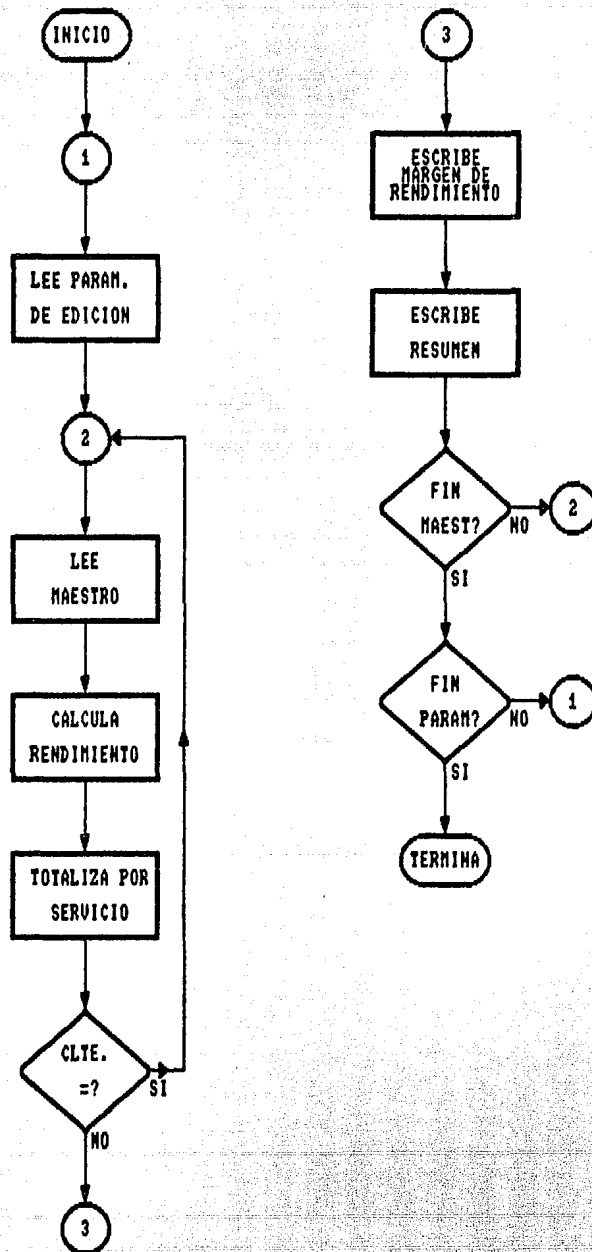 INICIO
1
LEE PARAM.
DE EDICION
2
LEE
MAESTRO
CALCULA
RENDIMIENTO
TOTALIZA POR
SERVICIO
CLTE.
=?
SI
NO
3
3
ESCRIBE
MARGEN DE
RENDIMIENTO
ESCRIBE
RESUMEN
FIN
MAEST?
NO
2
SI
FIN
PARAM?
NO
1
SI
TERMINA